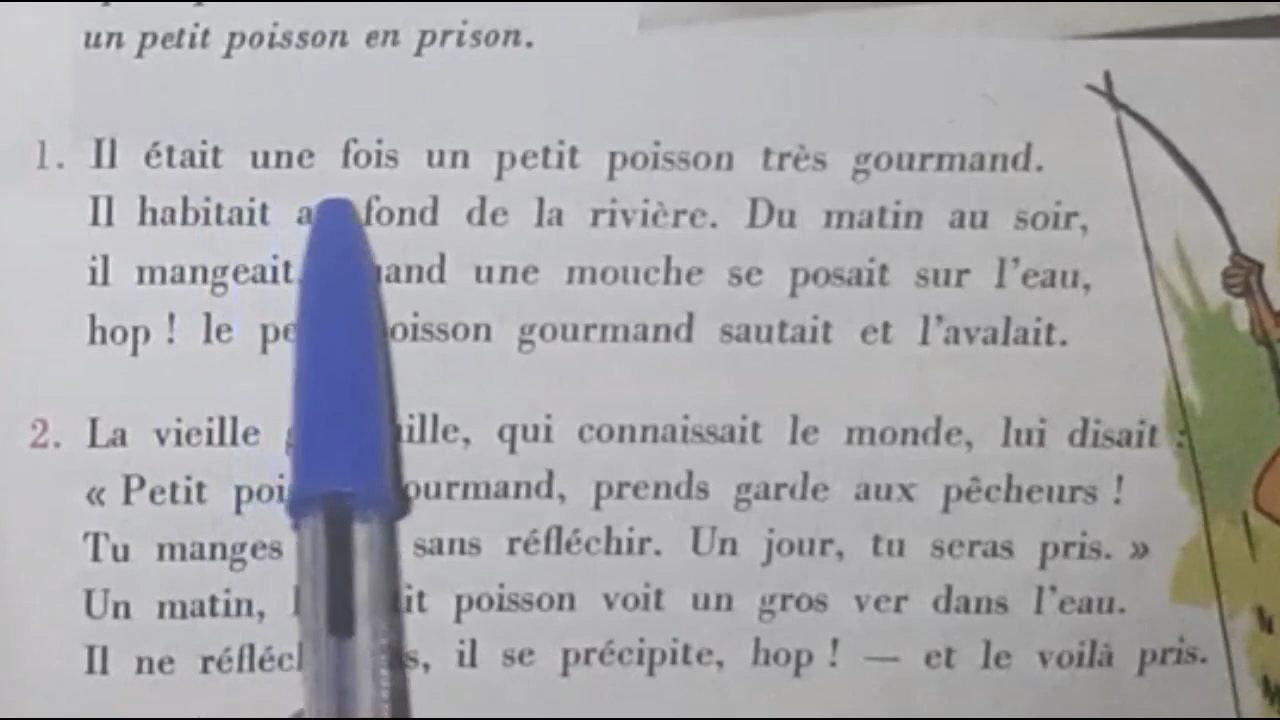 un petit poisson en prison.
1. Il était une fois un petit poisson très gourmand.
Il habitait fond de la rivière. Du matin au soir,
il mangeait une mouche se posait sur l'eau,
hop ! le gourmand sautait et l'avalait.
2. La vieille qui connaissait le monde, lui disait :
« Petit prends garde aux pêcheurs !
Tu manges sans réfléchir. Un jour, tu seras pris. »
Un matin, poisson voit un gros ver dans l'eau.
Il ne il se précipite, hop ! — et le voilà pris.